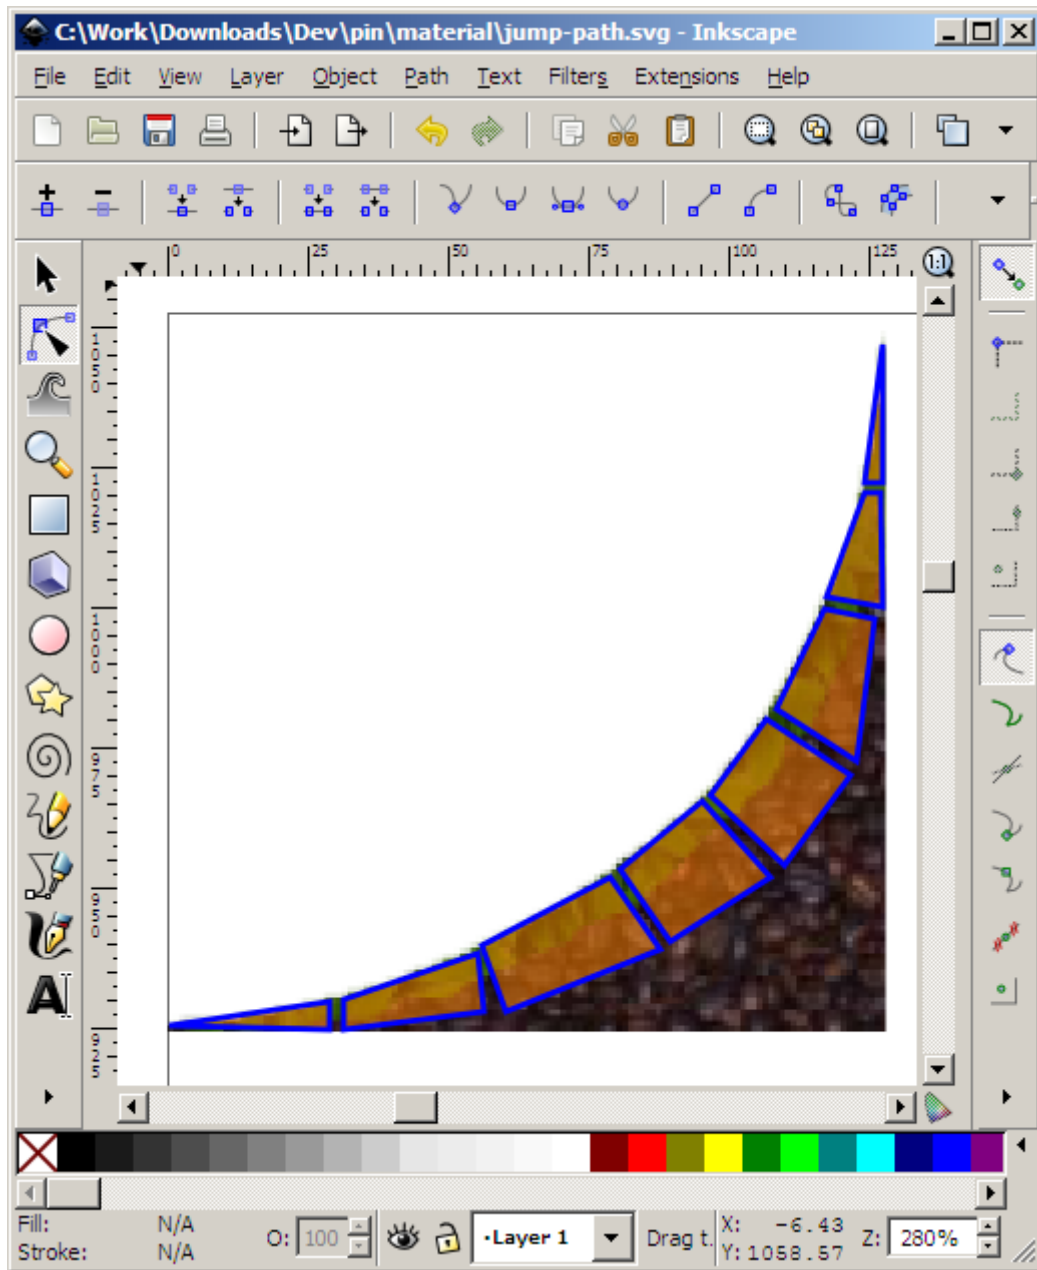 C:\Work\Downloads\Dev\pin\material\jump-path.svg - Inkscape
File Edit View Layer Object Path Text Filters Extensions Help
0 25 50 75 100 125
1:1
1050
1025
1000
975
950
925
A
Fill: N/A O: 100 •Layer 1 Drag t. X: -6.43 Z: 280%
Stroke: N/A Y: 1058.57